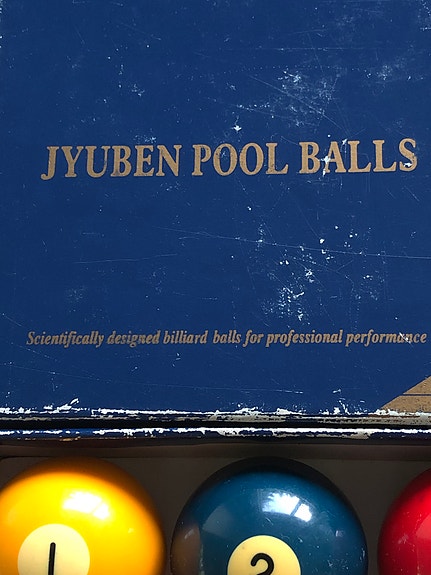 JYUBEN POOL BALLS
Scientifically designed billiard balls for professional performance
1 2